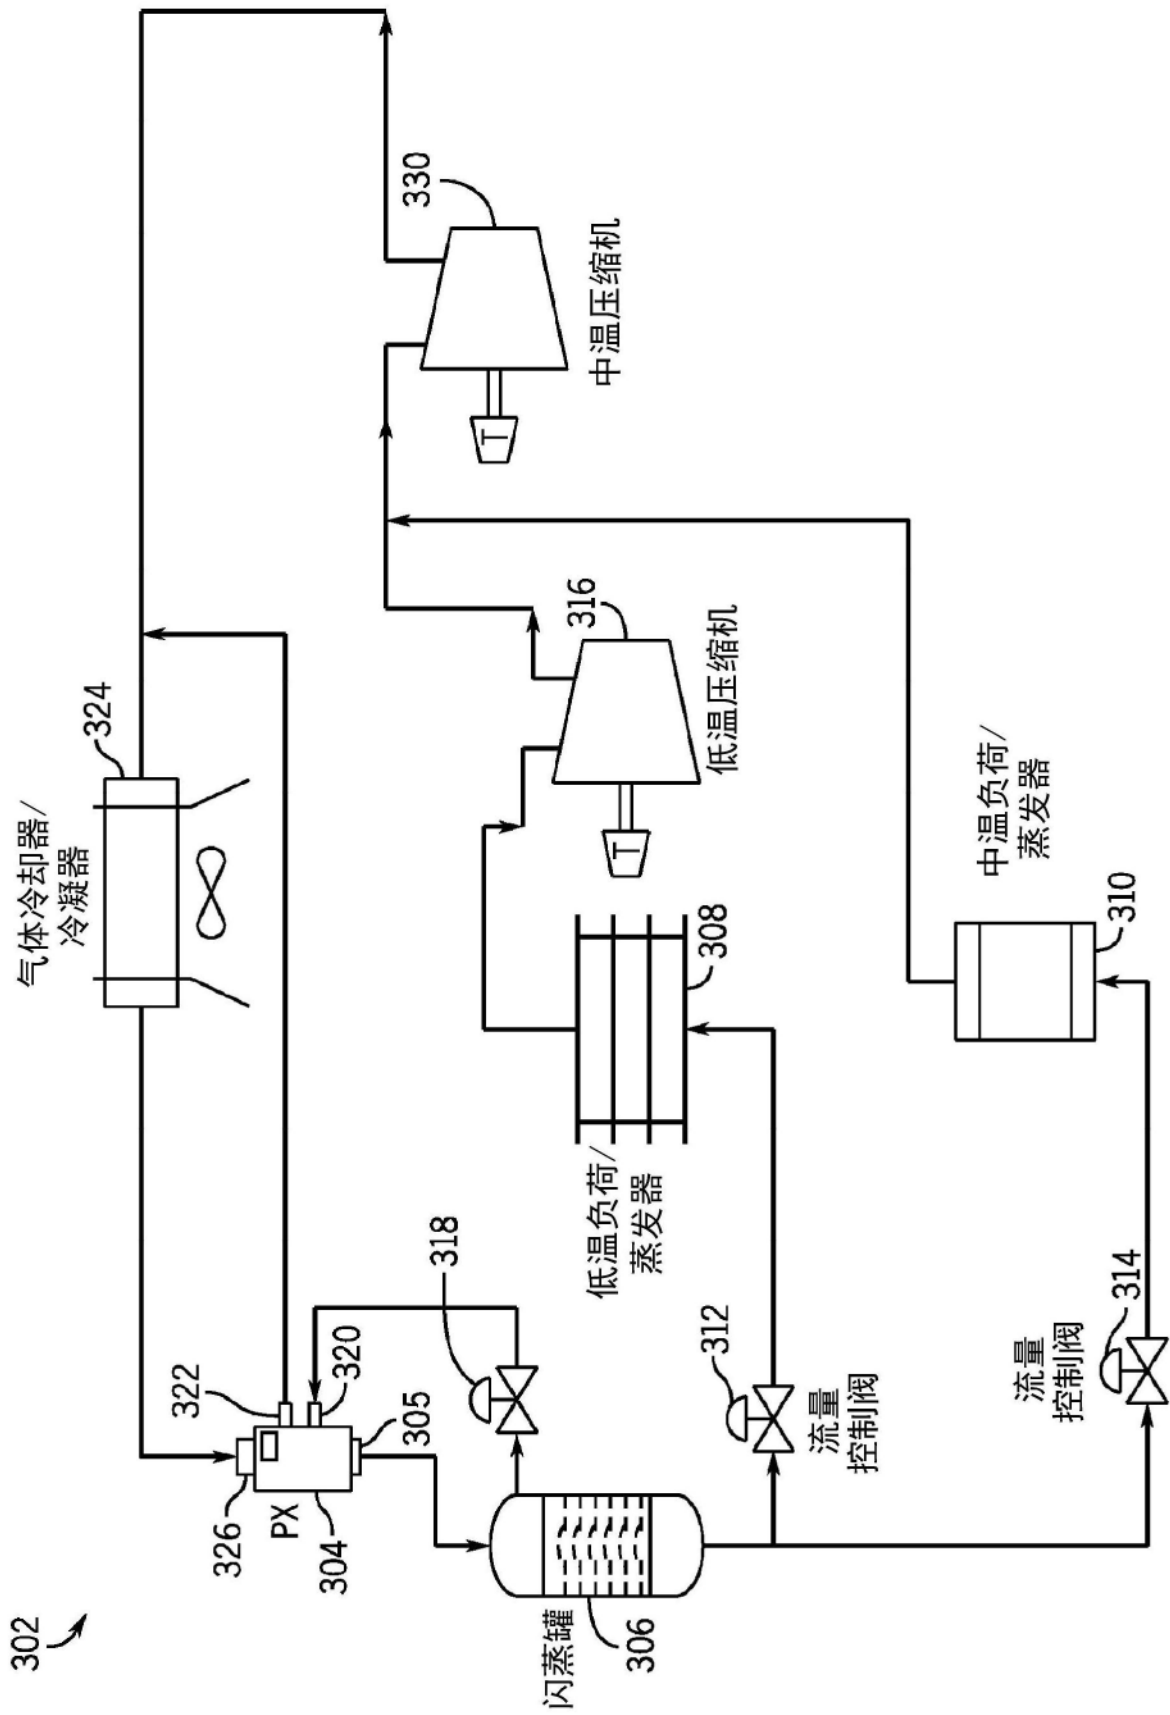 302
气体冷却器/
冷凝器
324
326
322
PX
304
320
305
318
闪蒸罐
306
330
中温压缩机
T
316
低温压缩机
T
308
低温负荷/
蒸发器
312
流量
控制阀
中温负荷/
蒸发器
310
314
流量
控制阀